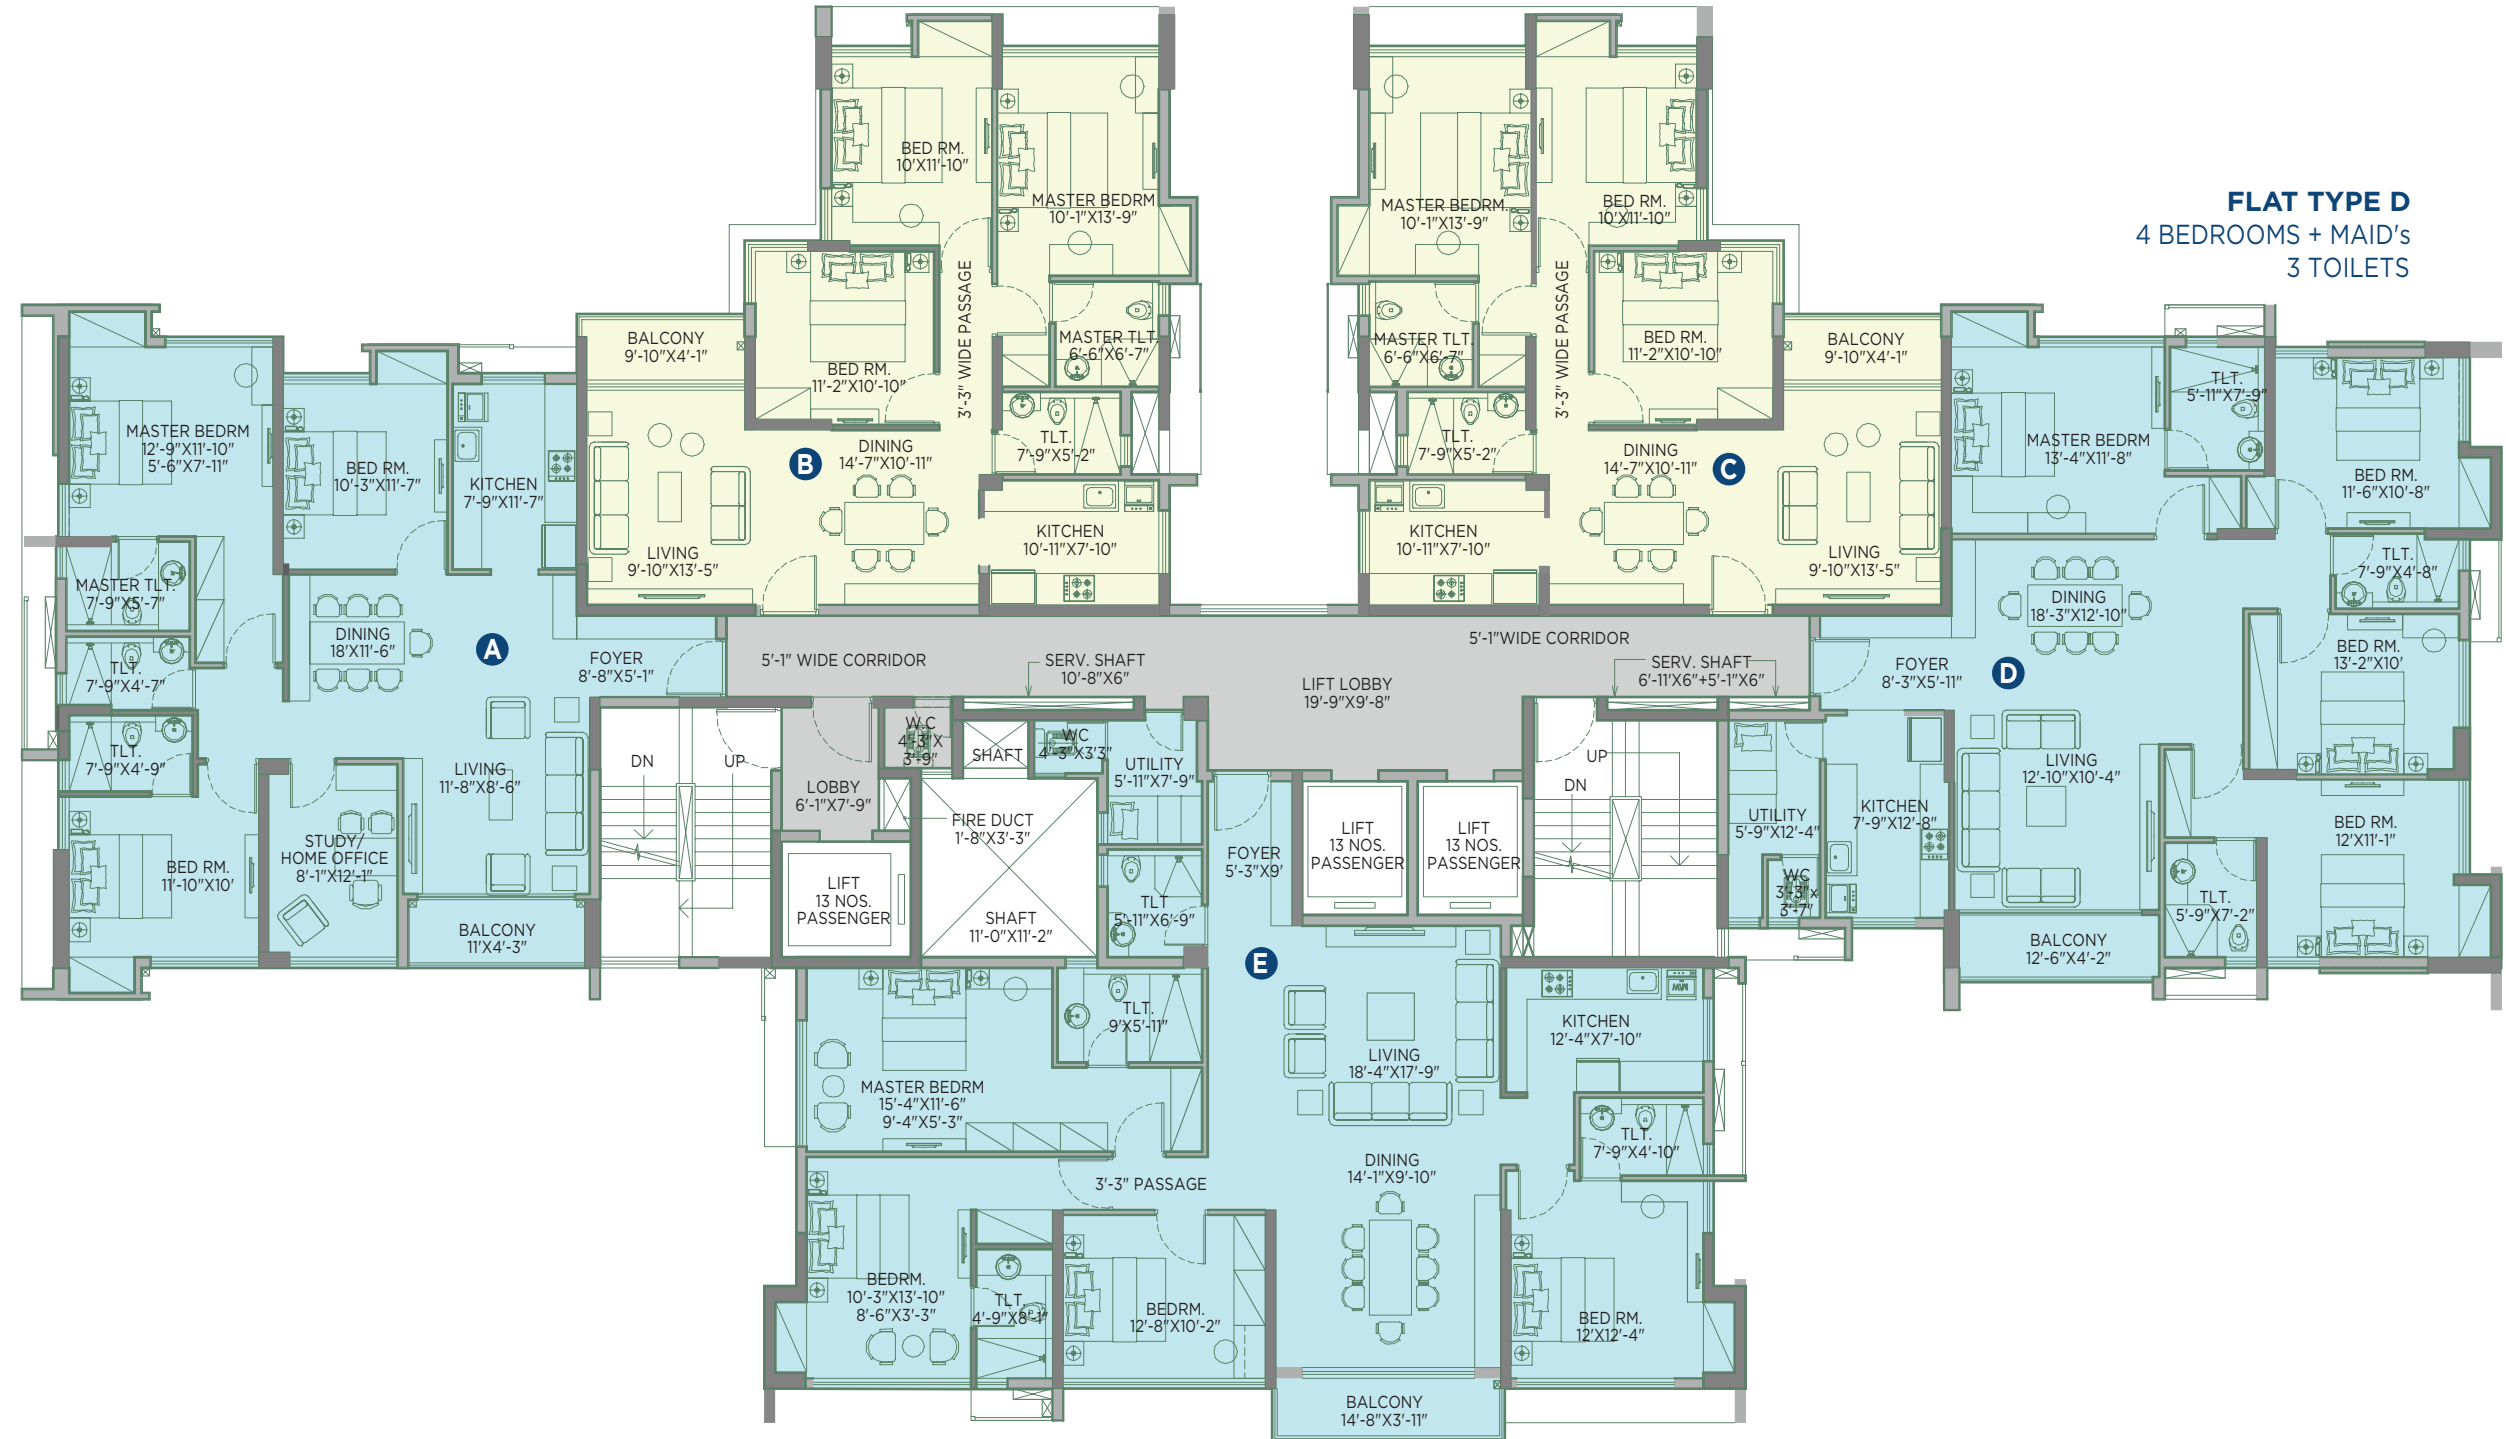 FLAT TYPE D
4 BEDROOMS + MAID's
3 TOILETS
BED RM.
10'X11'-10"
MASTER BEDRM
10'-1"X13'-9"
BED RM.
11'-2"X10'-10"
3'-3" WIDE PASSAGE
MASTER TLT.
6'-6"X6'-7"
TLT.
7'-9"X5'-2"
BALCONY
9'-10"X4'-1"
B
DINING
14'-7"X10'-11"
LIVING
9'-10"X13'-5"
KITCHEN
10'-11"X7'-10"
MASTER BEDRM.
10'-1"X13'-9"
BED RM.
10'X11'-10"
MASTER TLT.
6'-6"X6'-7"
3'-3" WIDE PASSAGE
BED RM.
11'-2"X10'-10"
BALCONY
9'-10"X4'-1"
TLT.
7'-9"X5'-2"
DINING
14'-7"X10'-11"
C
KITCHEN
10'-11"X7'-10"
LIVING
9'-10"X13'-5"
MASTER BEDRM
12'-9"X11'-10"
5'-6"X7'-11"
BED RM.
10'-3"X11'-7"
KITCHEN
7'-9"X11'-7"
MASTER TLT.
7'-9"X5'-7"
DINING
18'X11'-6"
A
FOYER
8'-8"X5'-1"
TLT.
7'-9"X4'-7"
TLT.
7'-9"X4'-9"
LIVING
11'-8"X8'-6"
STUDY/
HOME OFFICE
8'-1"X12'-1"
BED RM.
11'-10"X10'
BALCONY
11'X4'-3"
5'-1" WIDE CORRIDOR
SERV. SHAFT
10'-8"X6"
LIFT LOBBY
19'-9"X9'-8"
5'-1"WIDE CORRIDOR
SERV. SHAFT
6'-11"X6"+5'-1"X6"
DN
UP
LOBBY
6'-1"X7'-9"
W.C
4'-3"X
3'-9"
SHAFT
WC
4'-3"X3'3"
UTILITY
5'-11"X7'-9"
FIRE DUCT
1'-8"X3'-3"
LIFT
13 NOS.
PASSENGER
SHAFT
11'-0"X11'-2"
TLT
5'-11"X6'-9"
FOYER
5'-3"X9'
LIFT
13 NOS.
PASSENGER
LIFT
13 NOS.
PASSENGER
UP
DN
MASTER BEDRM
13'-4"X11'-8"
TLT.
5'-11"X7'-9"
BED RM.
11'-6"X10'-8"
TLT.
7'-9"X4'-8"
DINING
18'-3"X12'-10"
FOYER
8'-3"X5'-11"
D
BED RM.
13'-2"X10'
LIVING
12'-10"X10'-4"
UTILITY
5'-9"X12'-4"
KITCHEN
7'-9"X12'-8"
WC
3'-3"x
3'-7"
BED RM.
12'X11'-1"
TLT.
5'-9"X7'-2"
BALCONY
12'-6"X4'-2"
E
TLT.
9'X5'-11"
MASTER BEDRM
15'-4"X11'-6"
9'-4"X5'-3"
LIVING
18'-4"X17'-9"
KITCHEN
12'-4"X7'-10"
MW
TLT.
7'-9"X4'-10"
DINING
14'-1"X9'-10"
3'-3" PASSAGE
BEDRM.
10'-3"X13'-10"
8'-6"X3'-3"
TLT.
4'-9"X8'-1"
BEDRM.
12'-8"X10'-2"
BED RM.
12'X12'-4"
BALCONY
14'-8"X3'-11"